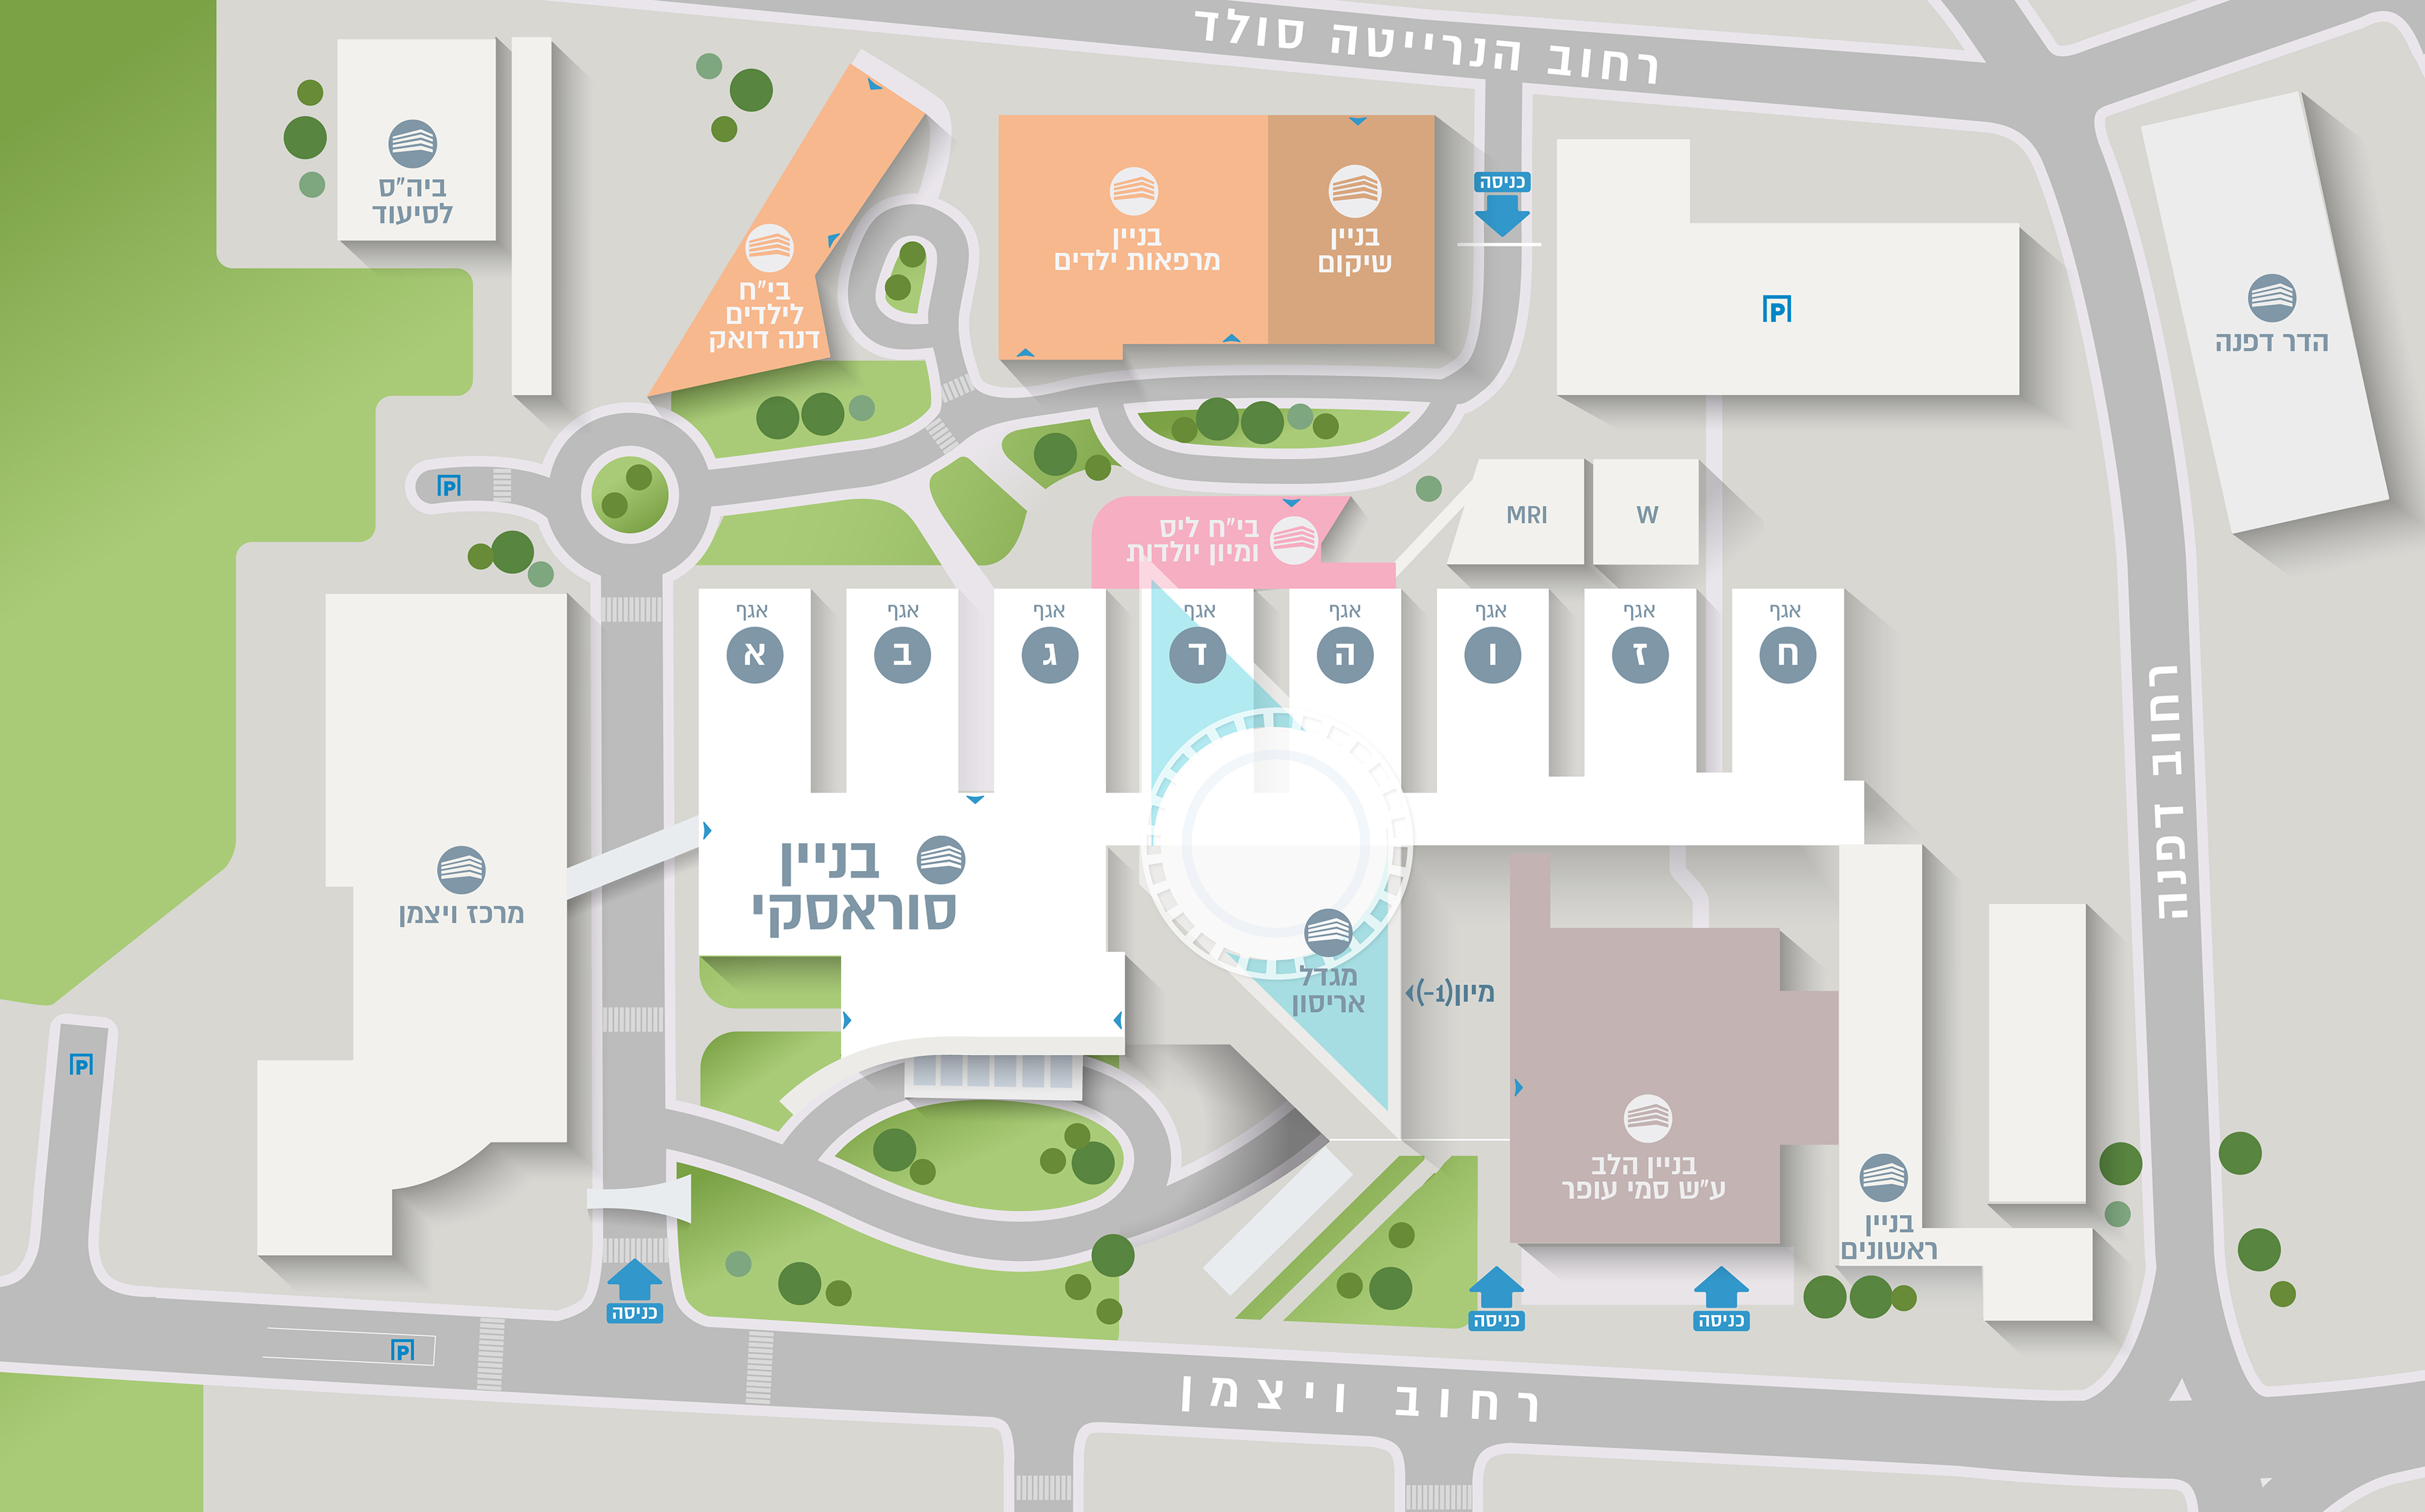 רחוב הנרייטה סולד
ביה"ס
לסיעוד
בי"ח
לילדים
דנה דואק
בניין
מרפאות ילדים
בניין
שיקום
כניסה
P
הדר דפנה
P
בי"ח ליס
ומיון יולדות
MRI
W
אגף
א
אגף
ב
אגף
ג
אגף
ד
אגף
ה
אגף
ו
אגף
ז
אגף
ח
רחוב דפנה
בניין
סוראסקי
מרכז ויצמן
מגדל
אריסון
מיון(1-)
P
בניין הלב
ע"ש סמי עופר
בניין
ראשונים
כניסה
כניסה
כניסה
P
רחוב ויצמן